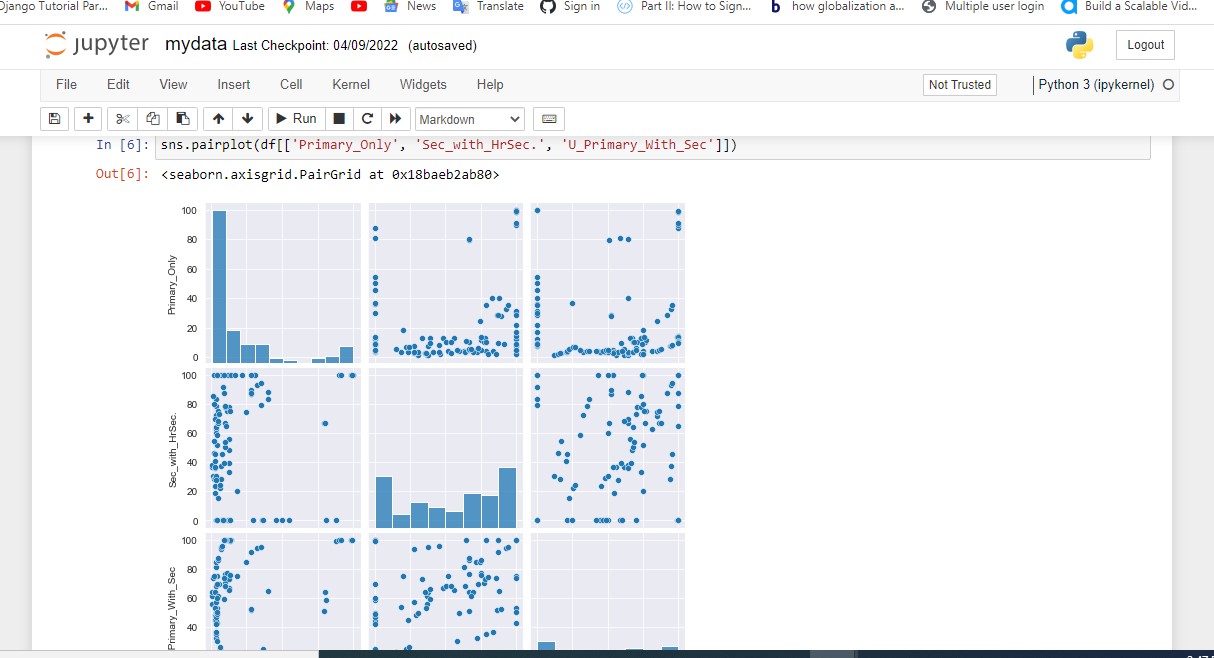 Django Tutorial Par... Gmail YouTube Maps News Translate Sign in Part II: How to Sign... b how globalization a... Multiple user login Build a Scalable Vid...
jupyter mydata Last Checkpoint: 04/09/2022 (autosaved) Logout
File Edit View Insert Cell Kernel Widgets Help Not Trusted Python 3 (ipykernel)
Run Markdown
In [6]: sns.pairplot(df[['Primary_Only', 'Sec_with_HrSec.', 'U_Primary_With_Sec']])
Out[6]: <seaborn.axisgrid.PairGrid at 0x18baeb2ab80>
100
80
60
40
20
0
Primary_Only
100
80
60
40
20
0
Sec_with_HrSec.
100
80
60
40
Primary_With_Sec